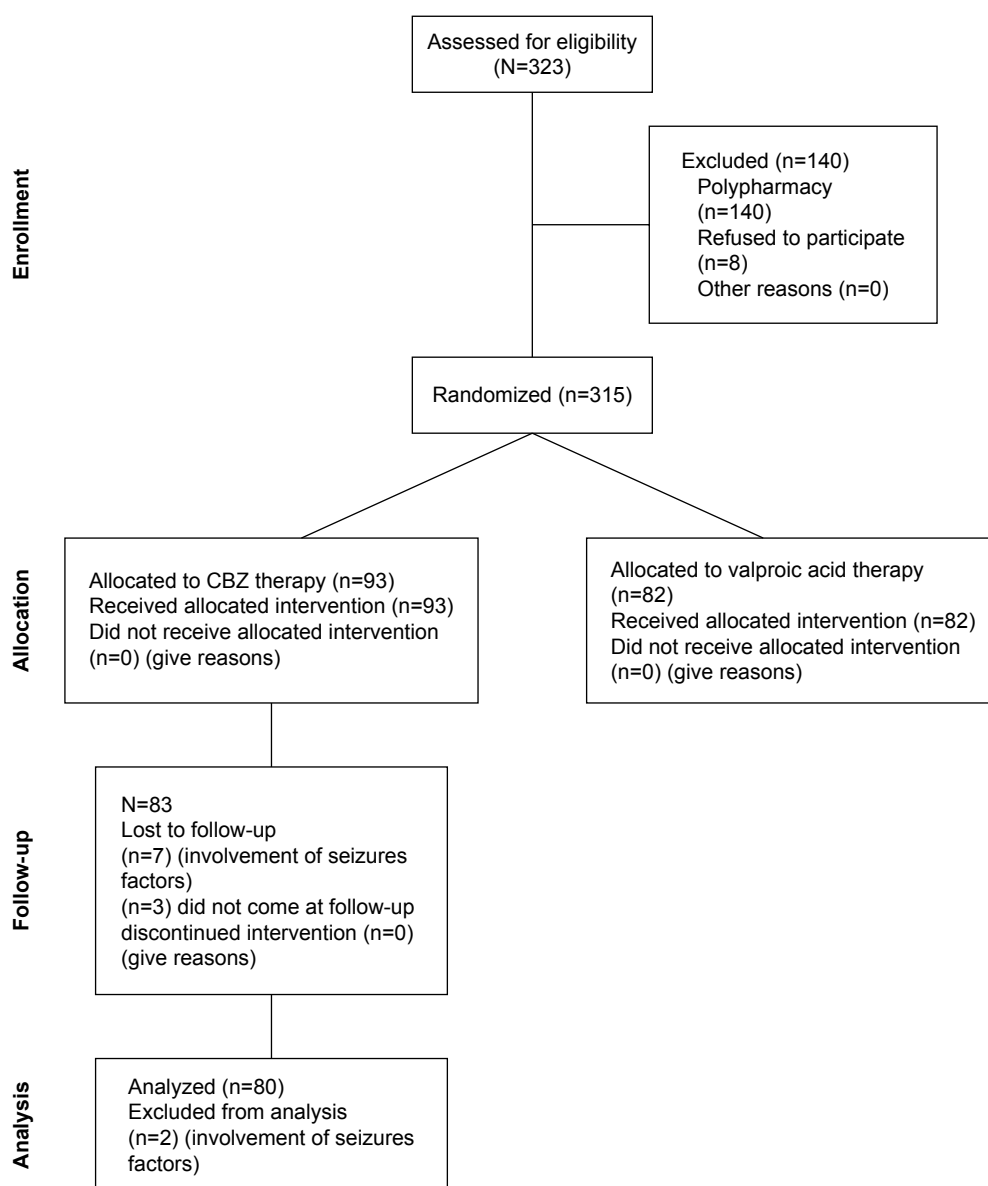 Assessed for eligibility
(N=323)
Enrollment
Excluded (n=140)
Polypharmacy
(n=140)
Refused to participate
(n=8)
Other reasons (n=0)
Randomized (n=315)
Allocation
Allocated to CBZ therapy (n=93)
Received allocated intervention (n=93)
Did not receive allocated intervention
(n=0) (give reasons)
Allocated to valproic acid therapy
(n=82)
Received allocated intervention (n=82)
Did not receive allocated intervention
(n=0) (give reasons)
Follow-up
N=83
Lost to follow-up
(n=7) (involvement of seizures
factors)
(n=3) did not come at follow-up
discontinued intervention (n=0)
(give reasons)
Analysis
Analyzed (n=80)
Excluded from analysis
(n=2) (involvement of seizures
factors)